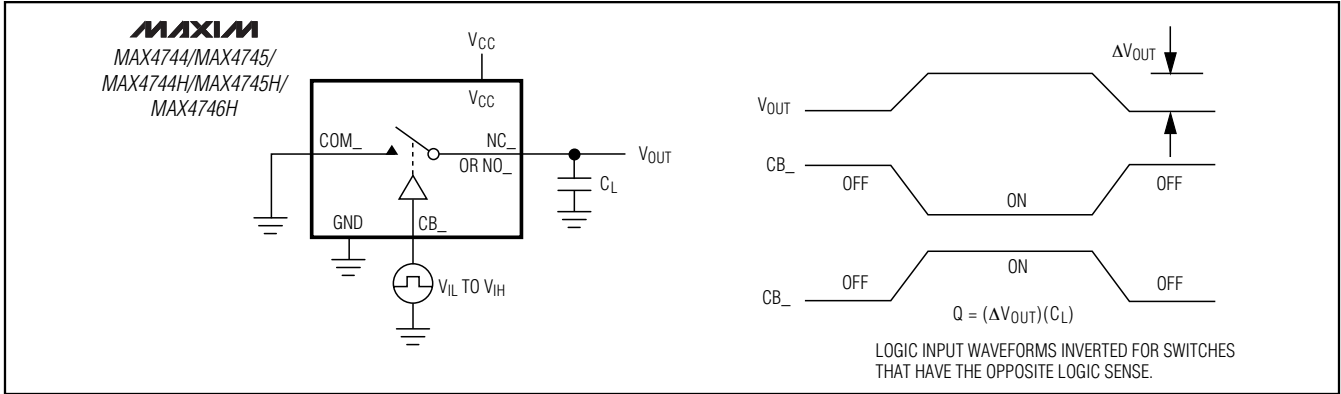 MAXIM
MAX4744/MAX4745/
MAX4744H/MAX4745H/
MAX4746H
VCC
VCC
COM_
NC_
OR NO_
VOUT
CL
GND
CB_
VIL TO VIH
ΔVOUT
VOUT
CB_
OFF
ON
OFF
CB_
OFF
ON
OFF
Q = (ΔVOUT)(CL)
LOGIC INPUT WAVEFORMS INVERTED FOR SWITCHES
THAT HAVE THE OPPOSITE LOGIC SENSE.